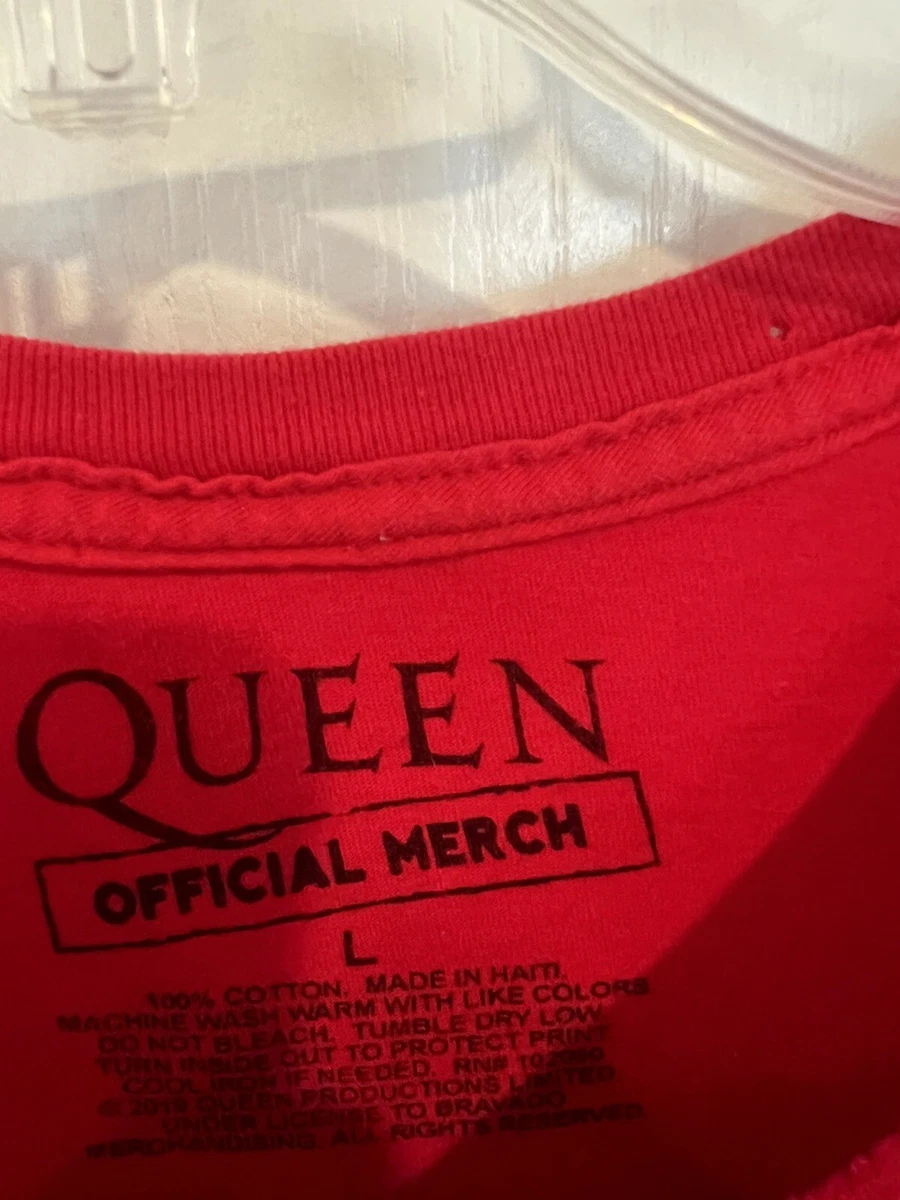 QUEEN
OFFICIAL MERCH
L
100% COTTON. MADE IN HAITI.
MACHINE WASH WARM WITH LIKE COLORS
DO NOT BLEACH. TUMBLE DRY LOW
TURN INSIDE OUT TO PROTECT PRINT
COOL IRON IF NEEDED. RN#
© 2019 QUEEN PRODUCTIONS LIMITED
UNDER LICENSE TO BRAVADO
MERCHANDISING. ALL RIGHTS RESERVED.